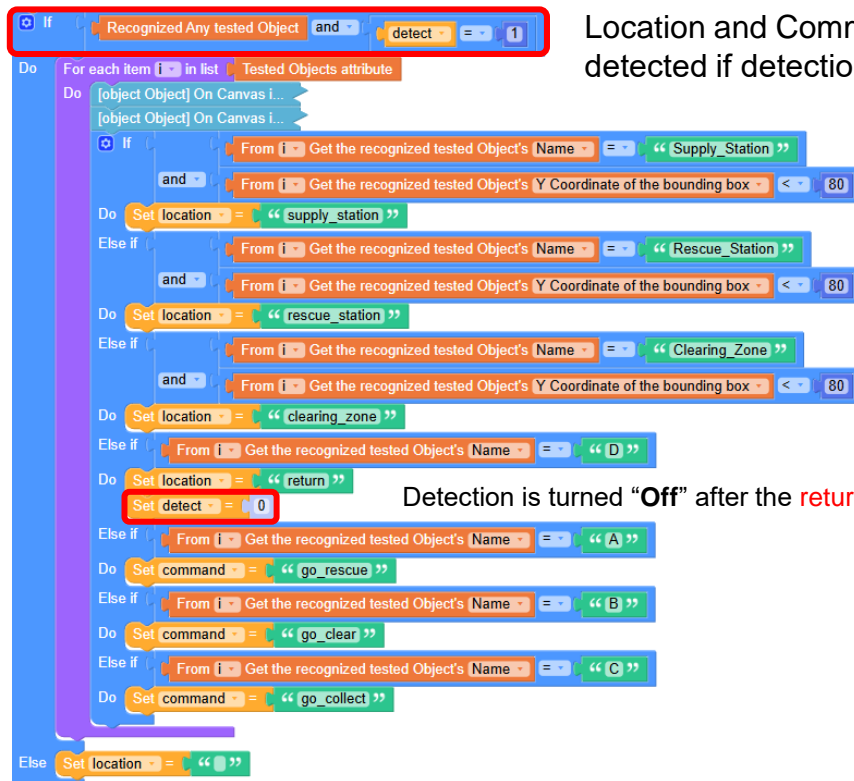 If Recognized Any tested Object and detect = 1
Location and Comm
detected if detectio
Do For each item i in list Tested Objects attribute
Do [object Object] On Canvas i...
[object Object] On Canvas i...
If From i Get the recognized tested Object's Name = “ Supply_Station ”
and From i Get the recognized tested Object's Y Coordinate of the bounding box < 80
Do Set location = “ supply_station ”
Else if From i Get the recognized tested Object's Name = “ Rescue_Station ”
and From i Get the recognized tested Object's Y Coordinate of the bounding box < 80
Do Set location = “ rescue_station ”
Else if From i Get the recognized tested Object's Name = “ Clearing_Zone ”
and From i Get the recognized tested Object's Y Coordinate of the bounding box < 80
Do Set location = “ clearing_zone ”
Else if From i Get the recognized tested Object's Name = “ D ”
Do Set location = “ return ”
Set detect = 0
Detection is turned “Off” after the retur
Else if From i Get the recognized tested Object's Name = “ A ”
Do Set command = “ go_rescue ”
Else if From i Get the recognized tested Object's Name = “ B ”
Do Set command = “ go_clear ”
Else if From i Get the recognized tested Object's Name = “ C ”
Do Set command = “ go_collect ”
Else Set location = “ ”